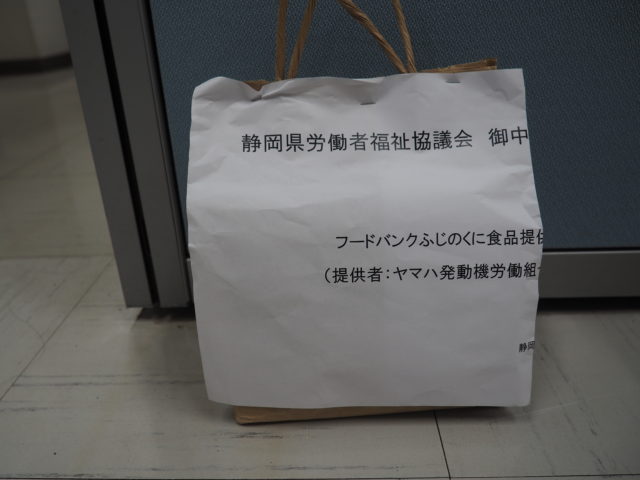 静岡県労働者福祉協議会 御中
フードバンクふじのくに食品提供
(提供者:ヤマハ発動機労働組
静岡